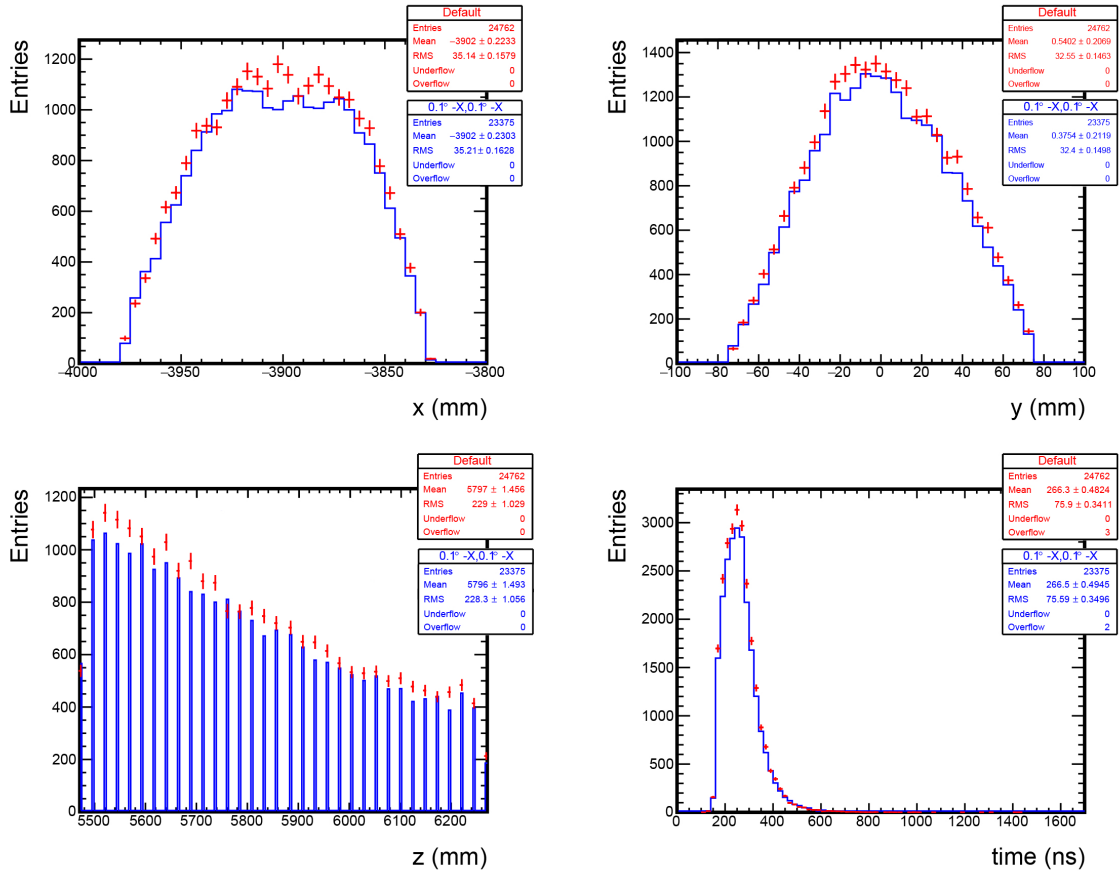 Default
Entries 24762
Mean −3902 ± 0.2233
RMS 35.14 ± 0.1579
Underflow 0
Overflow 0
0.1° -X,0.1° -X
Entries 23375
Mean −3902 ± 0.2303
RMS 35.21 ± 0.1628
Underflow 0
Overflow 0
Entries
1200
1000
800
600
400
200
0
−4000 −3950 −3900 −3850 −3800
x (mm)
Default
Entries 24762
Mean 0.5402 ± 0.2069
RMS 32.55 ± 0.1463
Underflow 0
Overflow 0
0.1° -X,0.1° -X
Entries 23375
Mean 0.3754 ± 0.2119
RMS 32.4 ± 0.1498
Underflow 0
Overflow 0
Entries
1400
1200
1000
800
600
400
200
0
−100 −80 −60 −40 −20 0 20 40 60 80 100
y (mm)
Default
Entries 24762
Mean 5797 ± 1.456
RMS 229 ± 1.029
Underflow 0
Overflow 0
0.1° -X,0.1° -X
Entries 23375
Mean 5796 ± 1.493
RMS 228.3 ± 1.056
Underflow 0
Overflow 0
Entries
1200
1000
800
600
400
200
0
5500 5600 5700 5800 5900 6000 6100 6200
z (mm)
Default
Entries 24762
Mean 266.3 ± 0.4824
RMS 75.9 ± 0.3411
Underflow 0
Overflow 3
0.1° -X,0.1° -X
Entries 23375
Mean 266.5 ± 0.4945
RMS 75.59 ± 0.3496
Underflow 0
Overflow 2
Entries
3000
2500
2000
1500
1000
500
0
0 200 400 600 800 1000 1200 1400 1600
time (ns)